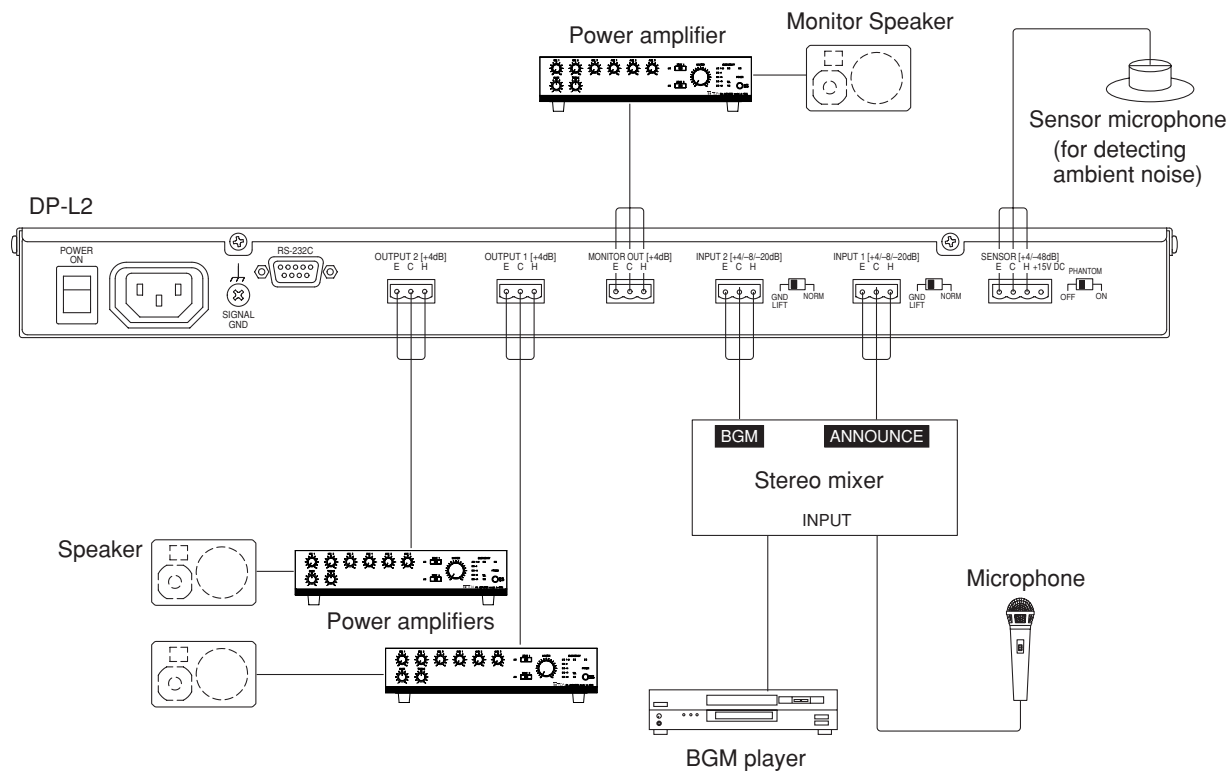 Power amplifier
Monitor Speaker
Sensor microphone
(for detecting
ambient noise)
DP-L2
POWER
ON
RS-232C
SIGNAL
GND
OUTPUT 2 [+4dB]
E C H
OUTPUT 1 [+4dB]
E C H
MONITOR OUT [+4dB]
E C H
INPUT 2 [+4/–8/–20dB]
E C H
GND
LIFT
NORM
INPUT 1 [+4/–8/–20dB]
E C H
GND
LIFT
NORM
SENSOR [+4/–48dB]
E C H +15V DC
PHANTOM
OFF ON
BGM
ANNOUNCE
Stereo mixer
INPUT
Speaker
Power amplifiers
Microphone
BGM player